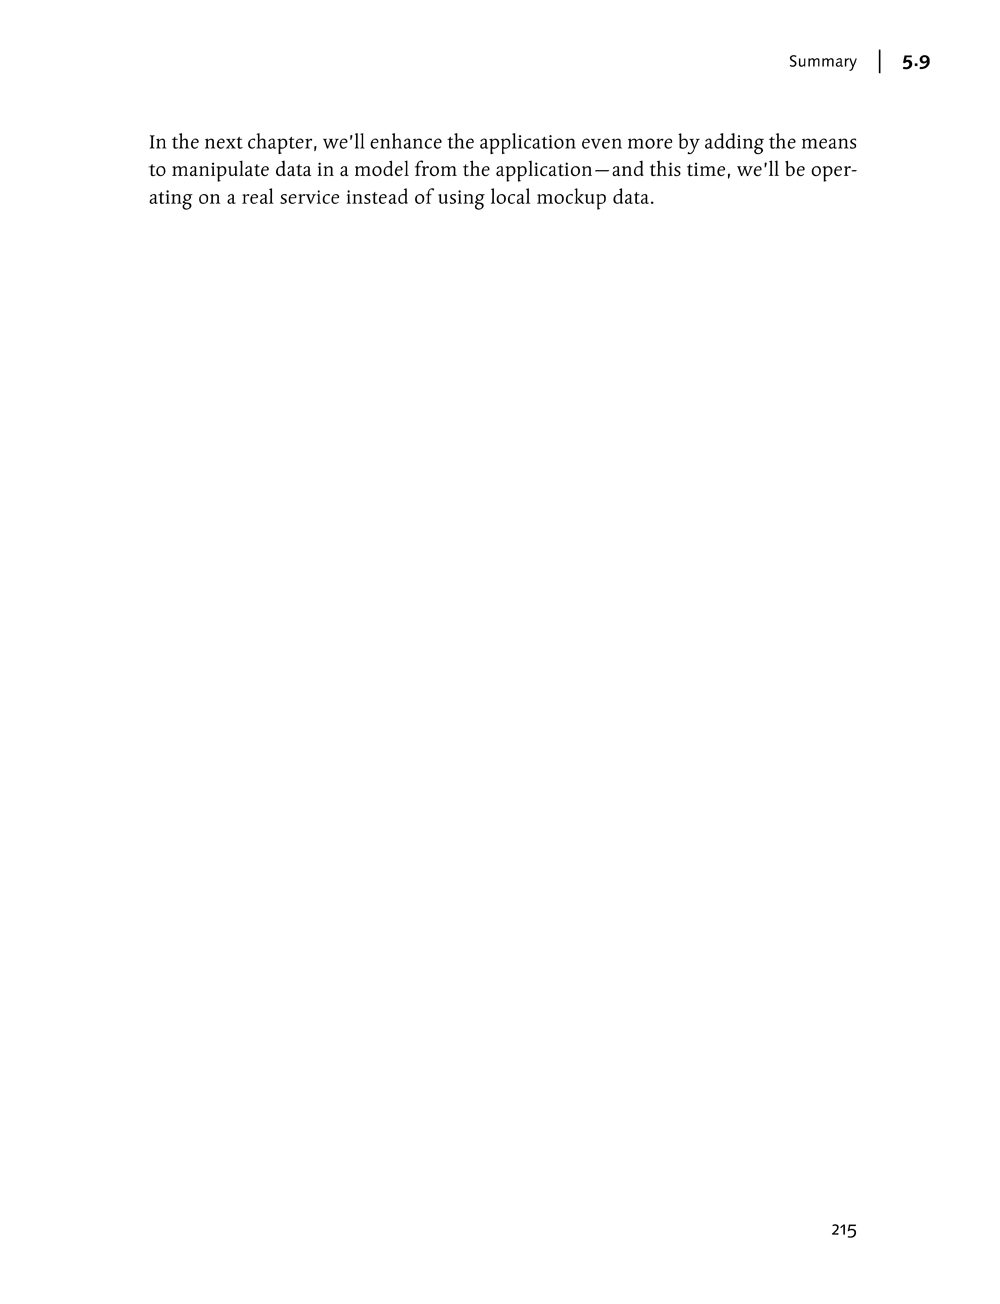 Summary | 5.9
In the next chapter, we'll enhance the application even more by adding the means
to manipulate data in a model from the application—and this time, we'll be oper-
ating on a real service instead of using local mockup data.
215